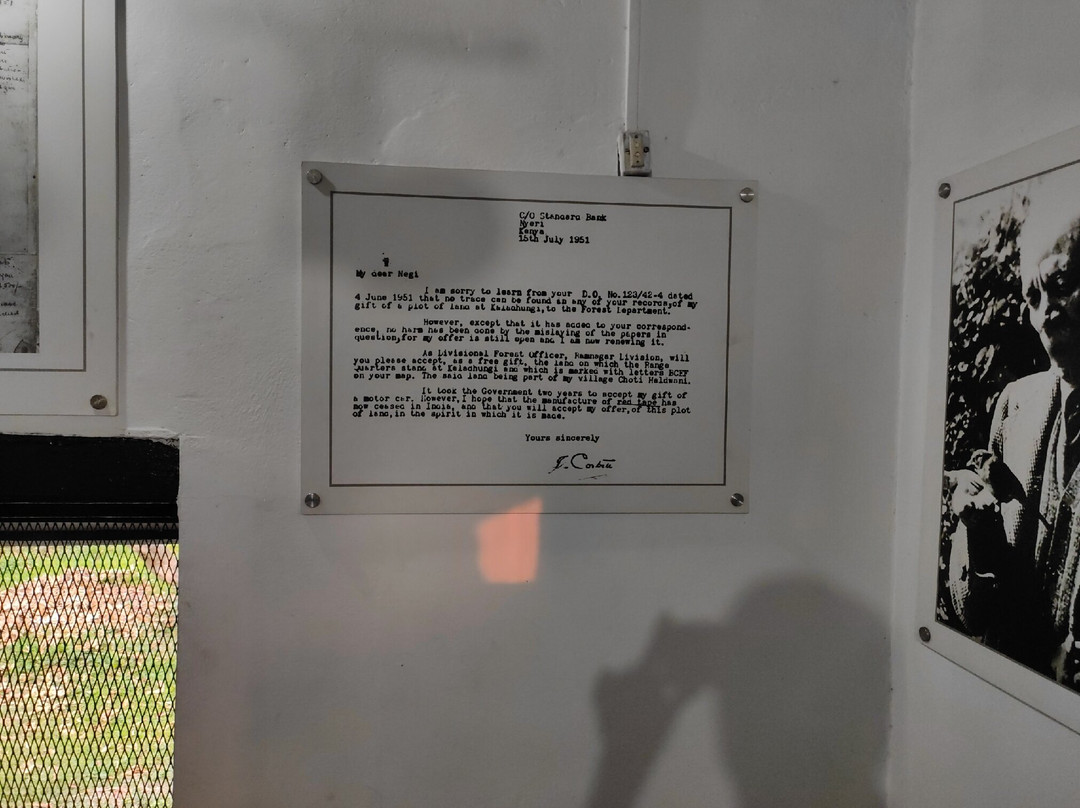 C/O Standard Bank
Nyeri
Kenya
15th July 1951
My dear Negi
I am sorry to learn from your D.O. No.123/42-4 dated
4 June 1951 that no trace can be found in any of your records,of my
gift of a plot of land at Kaladhungi,to the Forest Department.
However, except that it has added to your correspond-
ence, no harm has been done by the mislaying of the papers in
question,for my offer is still open and I am now renewing it.
As Divisional Forest Officer, Ramnagar Division, will
you please accept, as a free gift, the land on which the Range
Quarters stand at Kaladhungi and which is marked with letters BCEF
on your map. The said land being part of my village Choti Haldwani.
It took the Government two years to accept my gift of
a motor car. However,I hope that the manufacture of red tape has
now ceased in India, and that you will accept my offer,of this plot
of land,in the spirit in which it is made.
Yours sincerely
J. Corbett